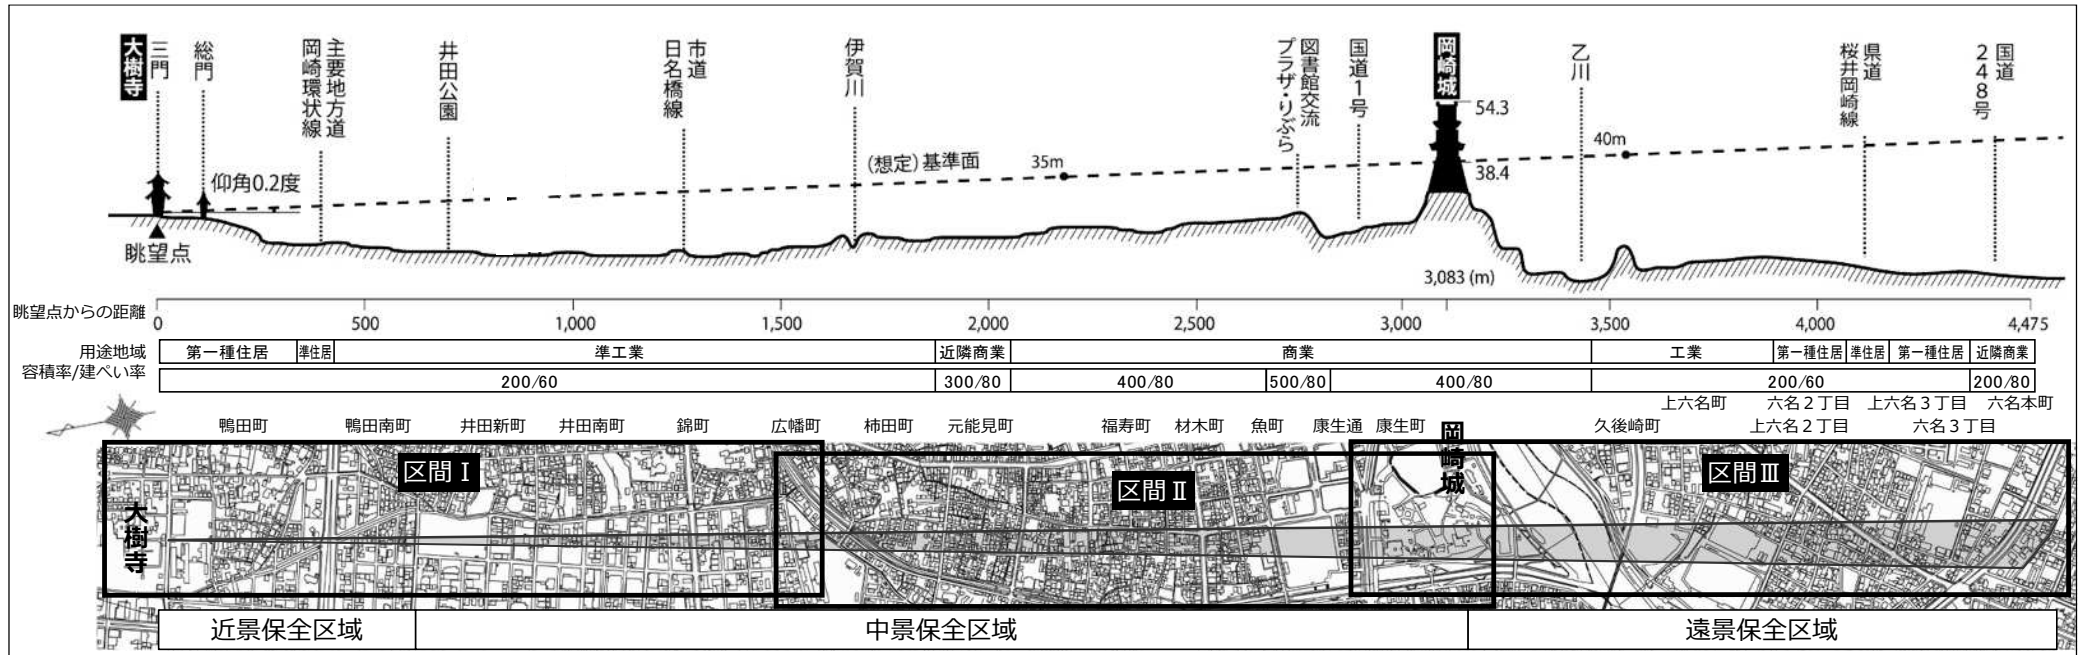 大樹寺
三門
総門
主要地方道
岡崎環状線
井田公園
市道
日名橋線
伊賀川
図書館交流
プラザ・りぶら
国道1号
岡崎城
乙川
県道
桜井岡崎線
国道
248号
54.3
38.4
40m
35m
(想定)基準面
仰角0.2度
眺望点
3,083 (m)
眺望点からの距離
0 500 1,000 1,500 2,000 2,500 3,000 3,500 4,000 4,475
用途地域
第一種住居 準住居 準工業 近隣商業 商業 工業 第一種住居 準住居 第一種住居 近隣商業
容積率/建ぺい率
200/60 300/80 400/80 500/80 400/80 200/60 200/80
上六名町 六名2丁目 上六名3丁目 六名本町
鴨田町 鴨田南町 井田新町 井田南町 錦町 広幡町 柿田町 元能見町 福寿町 材木町 魚町 康生通 康生町 久後崎町 上六名2丁目 六名3丁目
大樹寺
区間Ⅰ
区間Ⅱ
岡崎城
区間Ⅲ
近景保全区域 中景保全区域 遠景保全区域